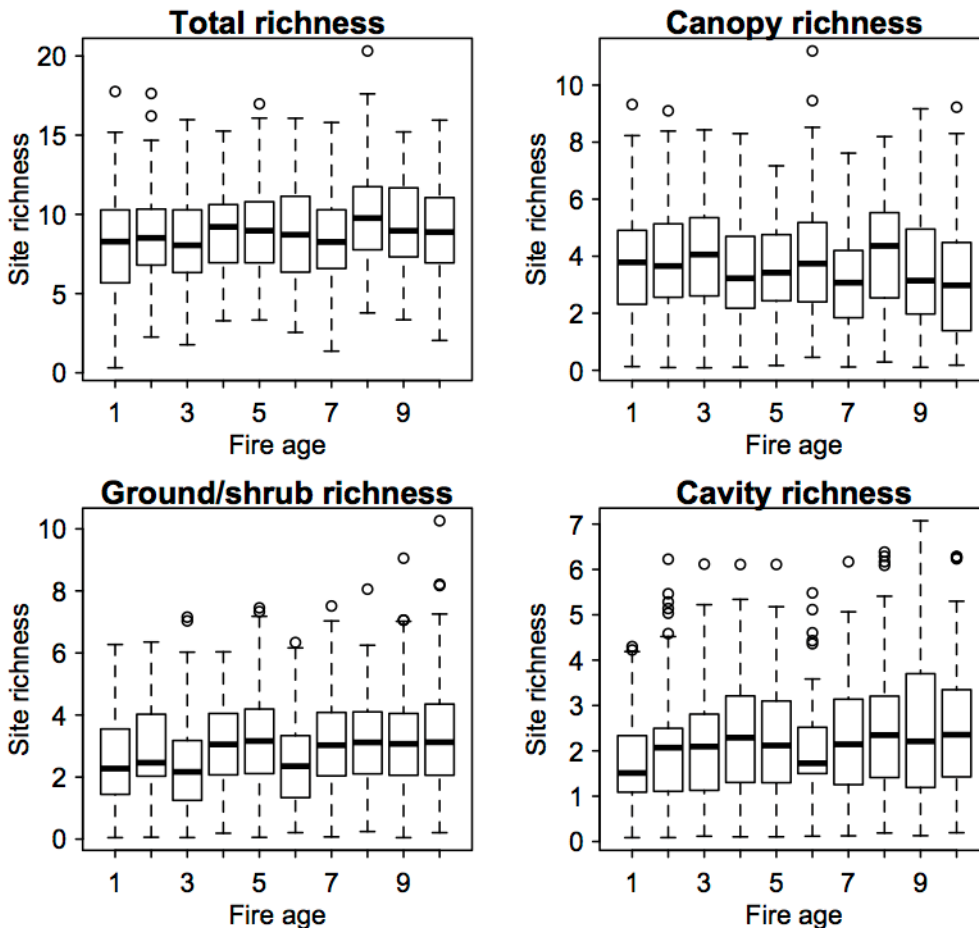 Total richness
Site richness
20
15
10
5
0
1 3 5 7 9
Fire age
Canopy richness
Site richness
10
8
6
4
2
0
1 3 5 7 9
Fire age
Ground/shrub richness
Site richness
10
8
6
4
2
0
1 3 5 7 9
Fire age
Cavity richness
Site richness
7
6
5
4
3
2
1
0
1 3 5 7 9
Fire age